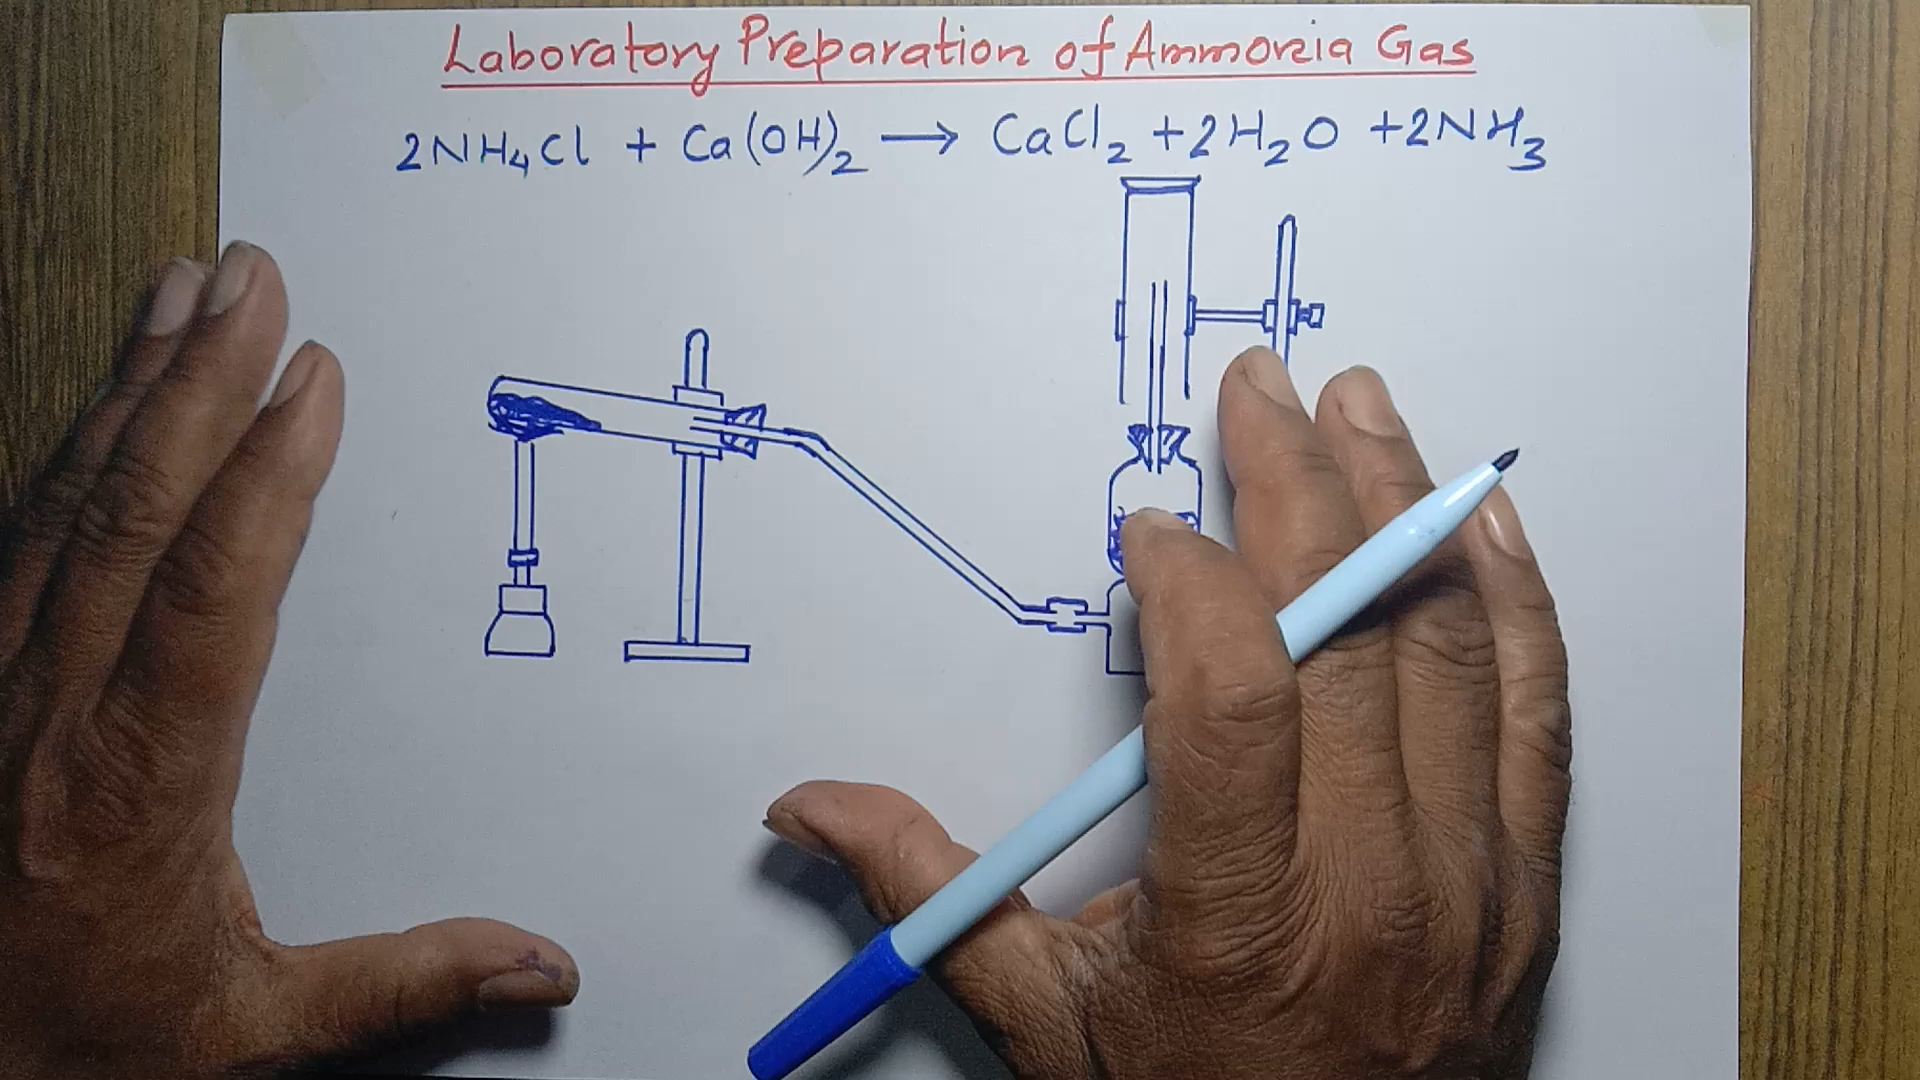 Laboratory Preparation of Ammonia Gas
2NH₄Cl + Ca(OH)₂ → CaCl₂ + 2H₂O + 2NH₃